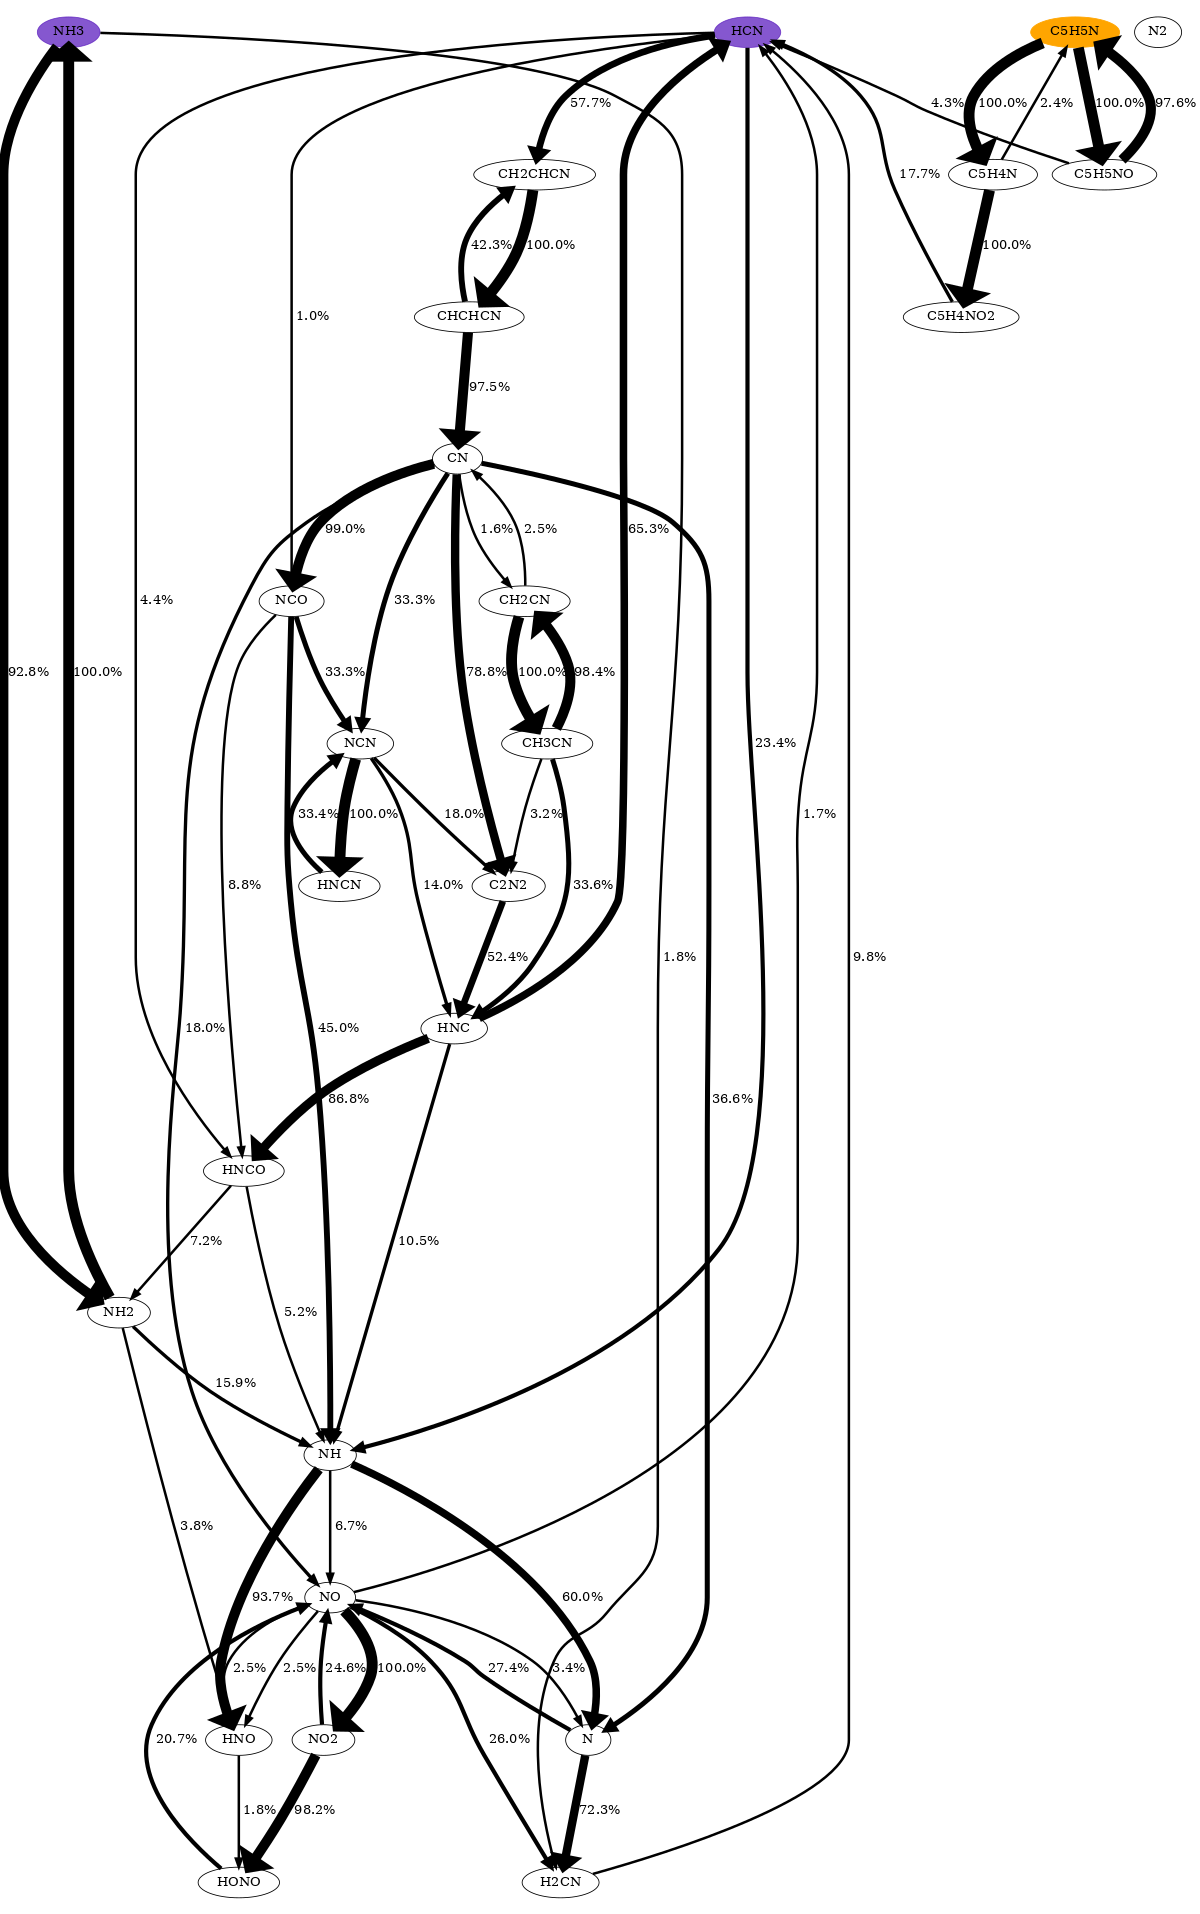 NH3
HCN
C5H5N
N2
57.7%
4.3%
100.0%
2.4%
100.0%
97.6%
CH2CHCN
17.7%
C5H4N
C5H5NO
42.3%
100.0%
100.0%
1.0%
CHCHCN
C5H4NO2
97.5%
CN
99.0%
1.6%
2.5%
65.3%
4.4%
NCO
33.3%
CH2CN
92.8%
100.0%
33.3%
78.8%
100.0%
98.4%
NCN
CH3CN
23.4%
33.4%
100.0%
18.0%
3.2%
1.7%
8.8%
HNCN
14.0%
C2N2
33.6%
52.4%
1.8%
9.8%
18.0%
45.0%
HNC
86.8%
36.6%
HNCO
7.2%
10.5%
NH2
5.2%
15.9%
NH
3.8%
6.7%
93.7%
NO
60.0%
2.5%
2.5%
24.6%
100.0%
27.4%
3.4%
20.7%
HNO
NO2
26.0%
N
1.8%
98.2%
72.3%
HONO
H2CN